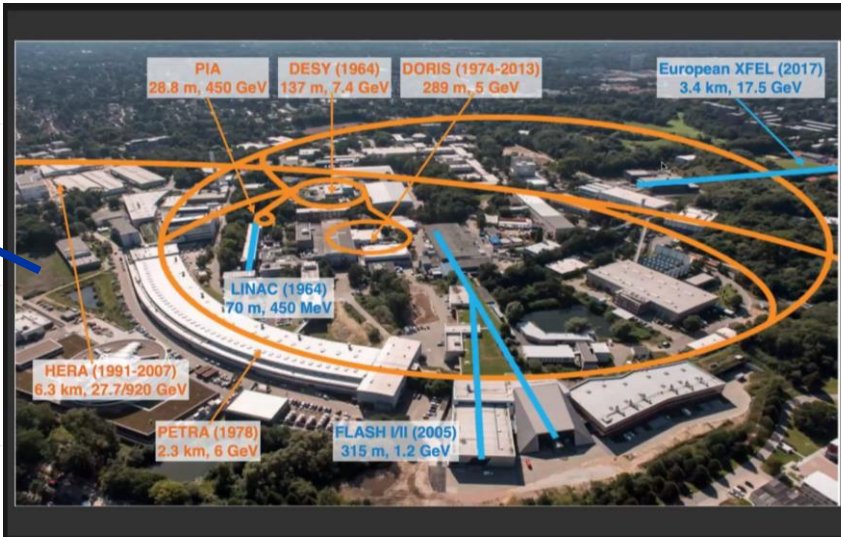 PIA
28.8 m, 450 GeV
DESY (1964)
137 m, 7.4 GeV
DORIS (1974-2013)
289 m, 5 GeV
European XFEL (2017)
3.4 km, 17.5 GeV
LINAC (1964)
70 m, 450 MeV
HERA (1991-2007)
6.3 km, 27.7/920 GeV
PETRA (1978)
2.3 km, 6 GeV
FLASH I/II (2005)
315 m, 1.2 GeV